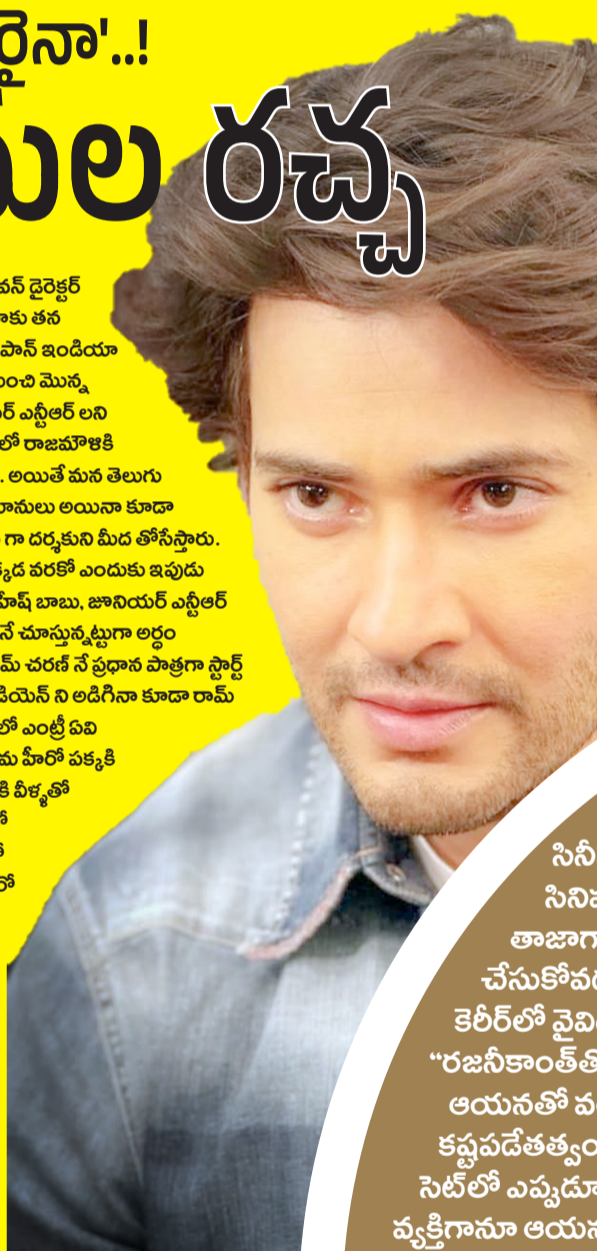 రైనా'..!
ముల రచ్చ
వన్ డైరెక్టర్
కు తన
పాన్ ఇండియా
ంచి మొన్న
ర్ ఎన్టీఆర్ లని
లో రాజమౌళికి
. అయితే మన తెలుగు
మానులు అయినా కూడా
గా దర్శకుని మీద తోసేస్తారు.
క్కడ వరకో ఎందుకు ఇపుడు
హేష్ బాబు, జూనియర్ ఎన్టీఆర్
నే చూస్తున్నట్టుగా అర్ధం
మ్ చరణ్ నే ప్రధాన పాత్రగా స్టార్ట్
డియెన్ ని అడిగినా కూడా రామ్
లో ఎంట్రీ ఏవి
మ హీరో పక్కకి
కి వీళ్ళతో
రో
సినీ
సిని
తాజాగా
చేసుకోవ
కెరీర్‌లో వైవి
“రజనీకాంత్‌తో
ఆయనతో వ
కష్టపడేతత్వం
సెట్‌లో ఎప్పుడూ
వ్యక్తిగానూ ఆయన